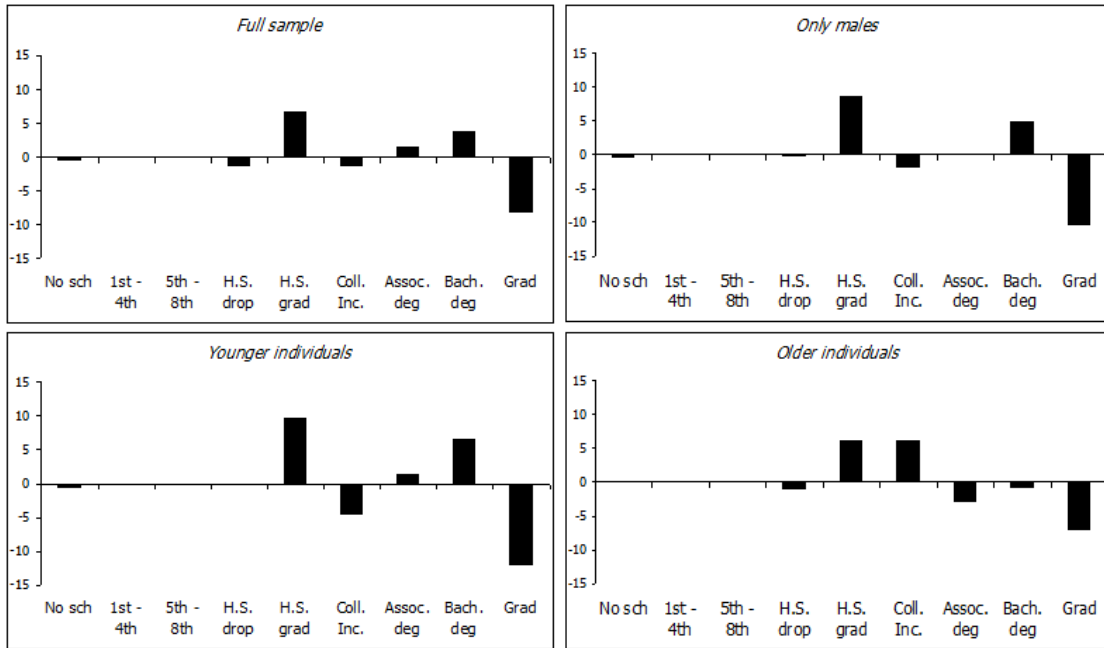 Full sample
15
10
5
0
-5
-10
-15
No sch 1st - 5th - H.S. H.S. Coll. Assoc. Bach. Grad
4th 8th drop grad Inc. deg deg
Only males
15
10
5
0
-5
-10
-15
No sch 1st - 5th - H.S. H.S. Coll. Assoc. Bach. Grad
4th 8th drop grad Inc. deg deg
Younger individuals
15
10
5
0
-5
-10
-15
No sch 1st - 5th - H.S. H.S. Coll. Assoc. Bach. Grad
4th 8th drop grad Inc. deg deg
Older individuals
15
10
5
0
-5
-10
-15
No sch 1st - 5th - H.S. H.S. Coll. Assoc. Bach. Grad
4th 8th drop grad Inc. deg deg